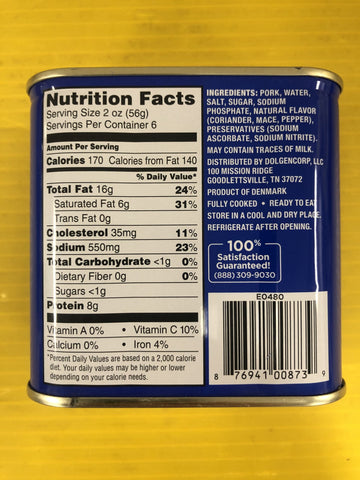 Nutrition Facts
Serving Size 2 oz (56g)
Servings Per Container 6
Amount Per Serving
Calories 170 Calories from Fat 140
% Daily Value*
Total Fat 16g 24%
Saturated Fat 6g 31%
Trans Fat 0g
Cholesterol 35mg 11%
Sodium 550mg 23%
Total Carbohydrate <1g 0%
Dietary Fiber 0g 0%
Sugars <1g
Protein 8g
Vitamin A 0% • Vitamin C 10%
Calcium 0% • Iron 4%
*Percent Daily Values are based on a 2,000 calorie
diet. Your daily values may be higher or lower
depending on your calorie needs.
INGREDIENTS: PORK, WATER,
SALT, SUGAR, SODIUM
PHOSPHATE, NATURAL FLAVOR
(CORIANDER, MACE, PEPPER),
PRESERVATIVES (SODIUM
ASCORBATE, SODIUM NITRITE).
MAY CONTAIN TRACES OF MILK.
DISTRIBUTED BY DOLGENCORP, LLC
100 MISSION RIDGE
GOODLETTSVILLE, TN 37072
PRODUCT OF DENMARK
FULLY COOKED • READY TO EAT
STORE IN A COOL AND DRY PLACE.
REFRIGERATE AFTER OPENING.
100%
Satisfaction
Guaranteed!
(888) 309-9030
E0480
8 76941 00873 9